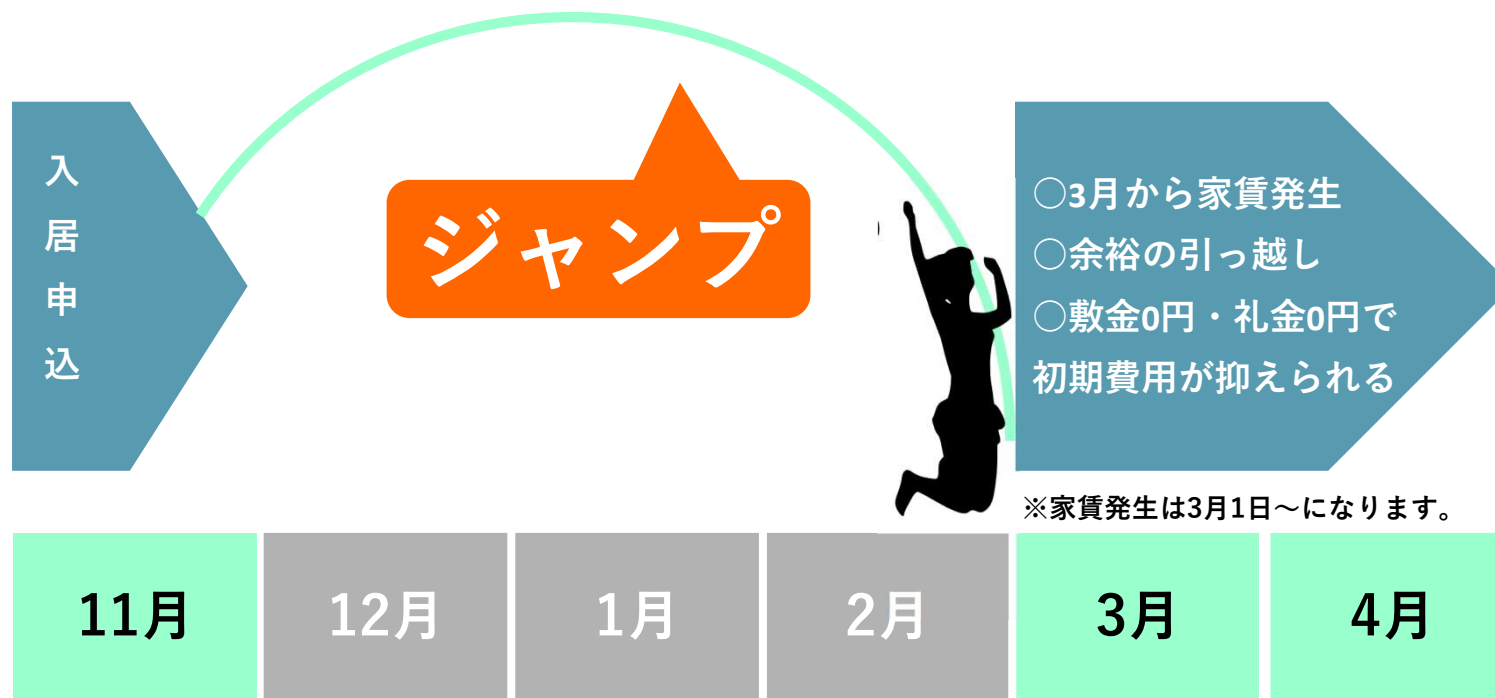 入居申込
ジャンプ
○3月から家賃発生
○余裕の引っ越し
○敷金0円・礼金0円で
初期費用が抑えられる
※家賃発生は3月1日～になります。
11月
12月
1月
2月
3月
4月